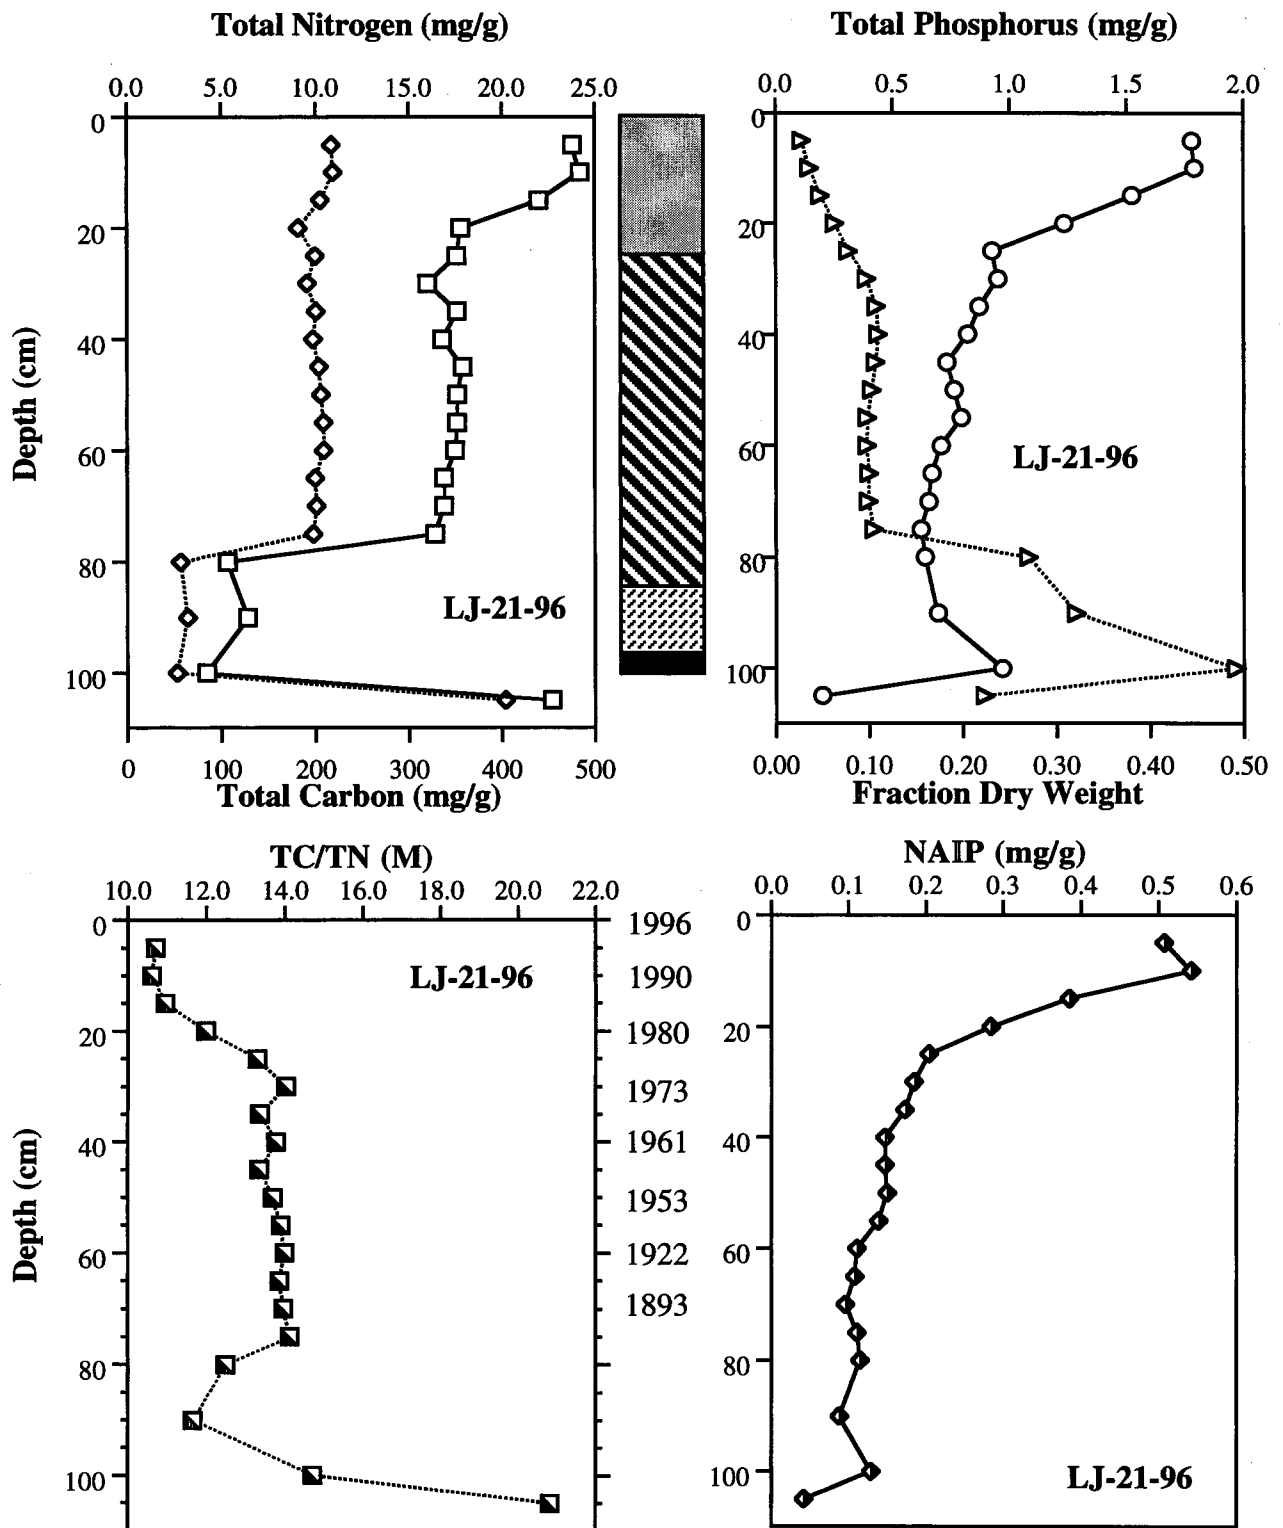 Total Nitrogen (mg/g)
0.0 5.0 10.0 15.0 20.0 25.0
Depth (cm)
0
20
40
60
80
100
LJ-21-96
0 100 200 300 400 500
Total Carbon (mg/g)
Total Phosphorus (mg/g)
0.0 0.5 1.0 1.5 2.0
0
20
40
60
80
100
LJ-21-96
0.00 0.10 0.20 0.30 0.40 0.50
Fraction Dry Weight
TC/TN (M)
10.0 12.0 14.0 16.0 18.0 20.0 22.0
Depth (cm)
0
20
40
60
80
100
LJ-21-96
1996
1990
1980
1973
1961
1953
1922
1893
NAIP (mg/g)
0.0 0.1 0.2 0.3 0.4 0.5 0.6
0
20
40
60
80
100
LJ-21-96